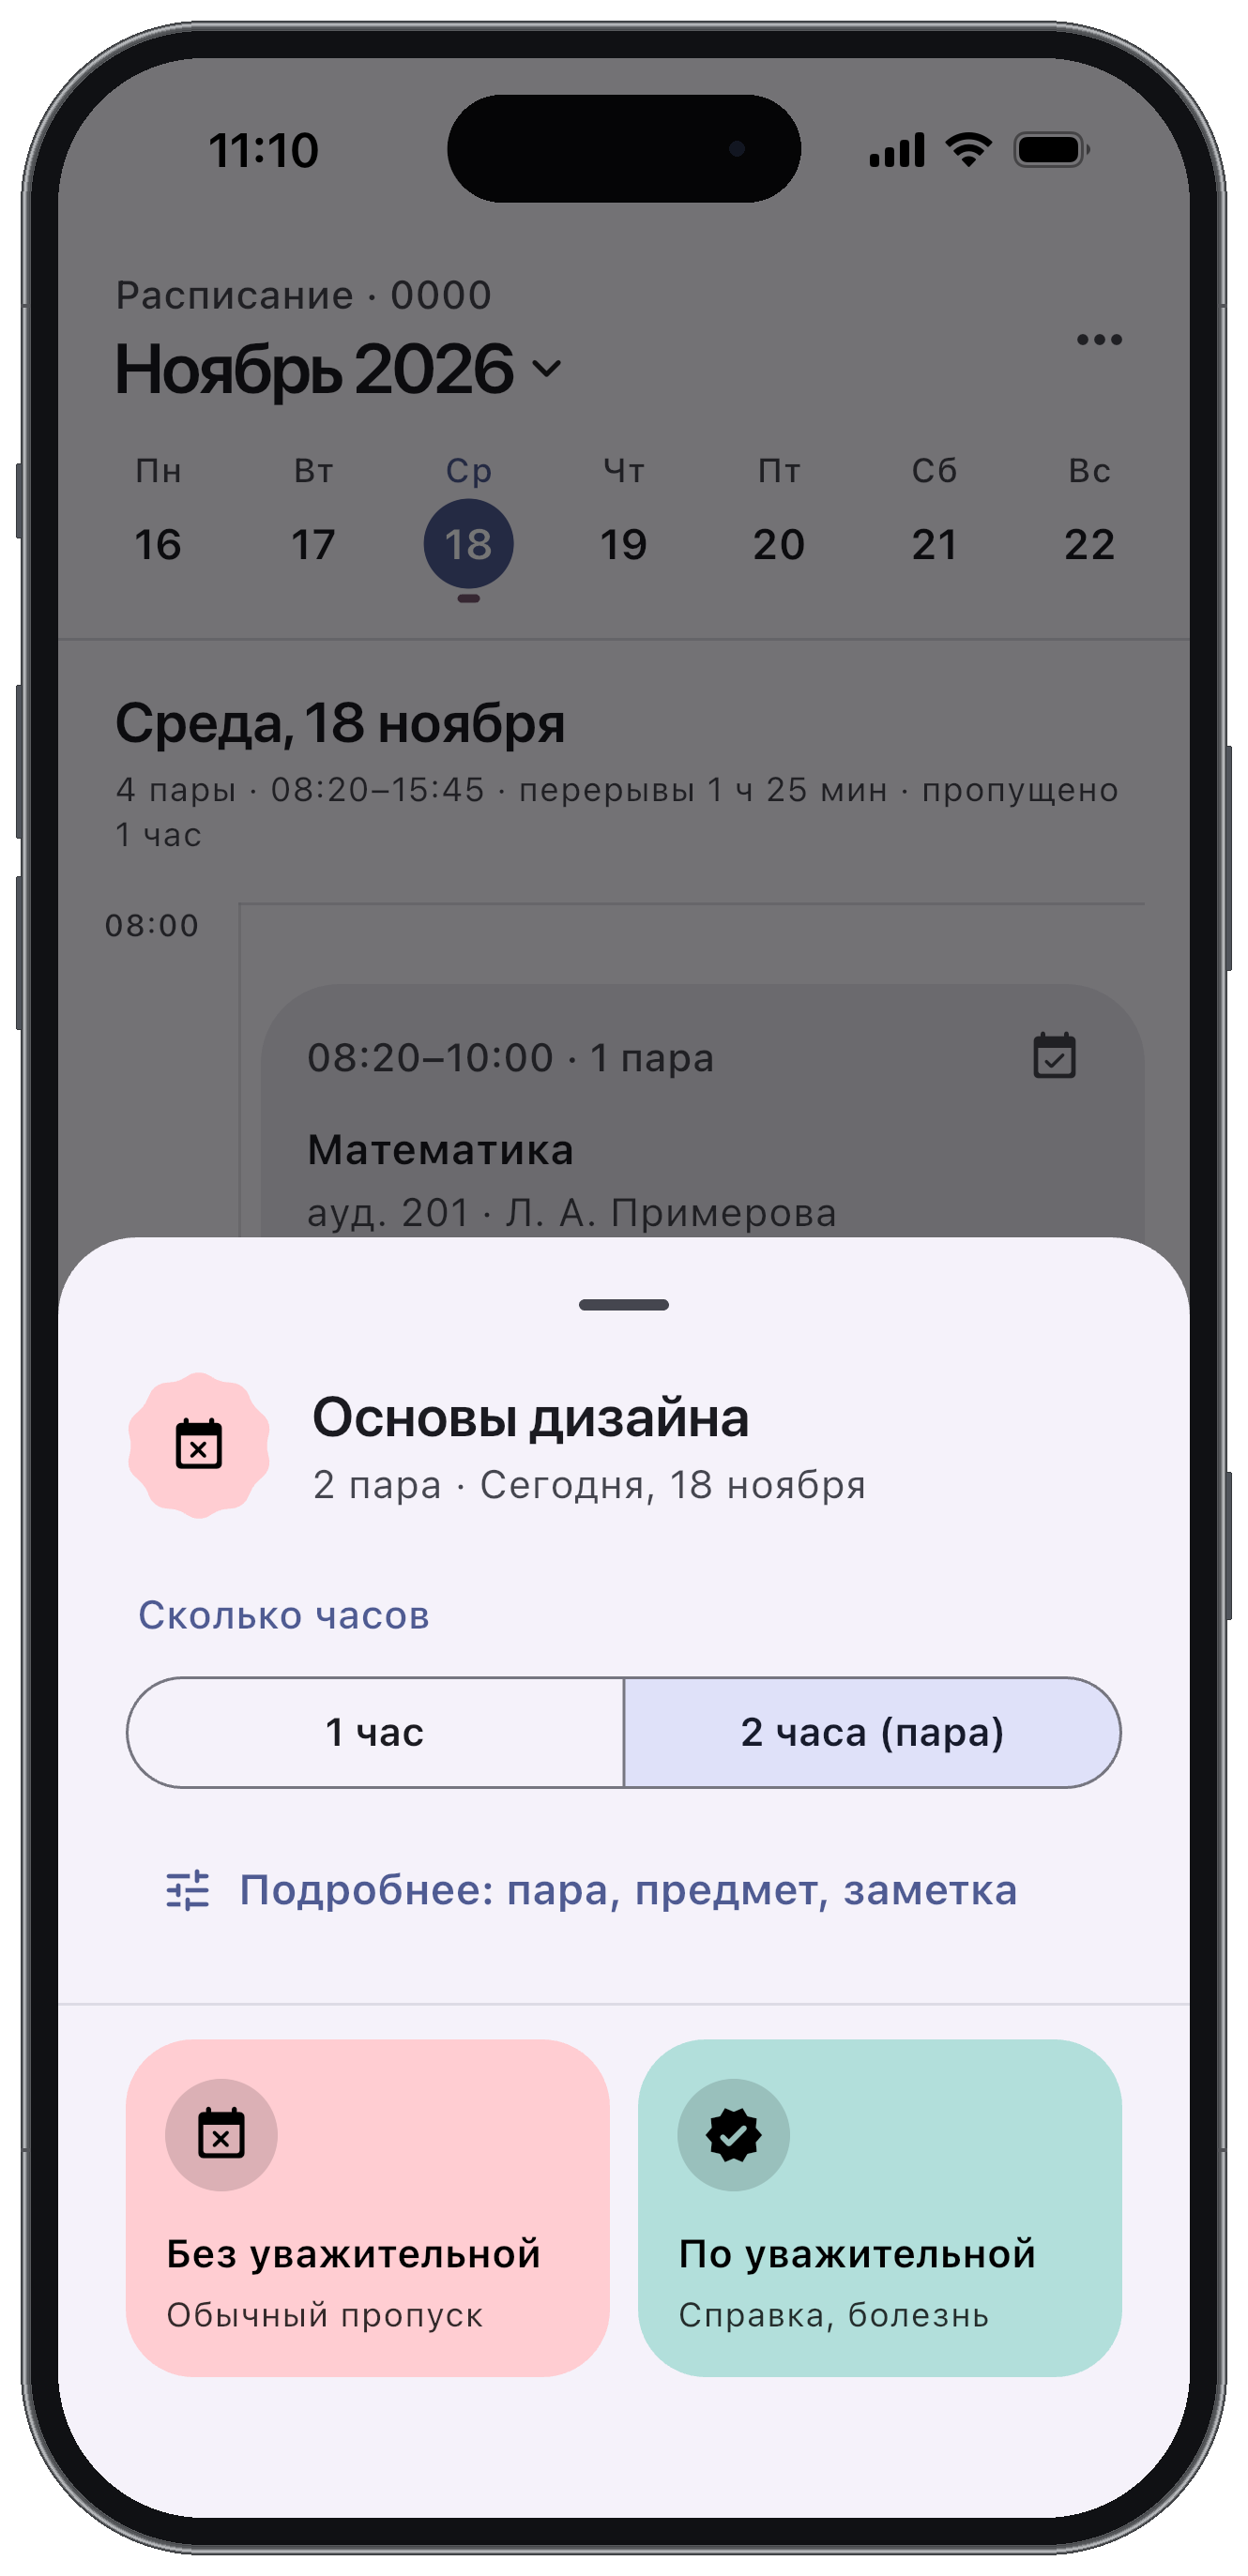 11:10
Расписание · 0000
Ноябрь 2026
Пн Вт Ср Чт Пт Сб Вс
16 17 18 19 20 21 22
Среда, 18 ноября
4 пары · 08:20–15:45 · перерывы 1 ч 25 мин · пропущено
1 час
08:00
08:20–10:00 · 1 пара
Математика
ауд. 201 · Л. А. Примерова
Основы дизайна
2 пара · Сегодня, 18 ноября
Сколько часов
1 час
2 часа (пара)
Подробнее: пара, предмет, заметка
Без уважительной
Обычный пропуск
По уважительной
Справка, болезнь